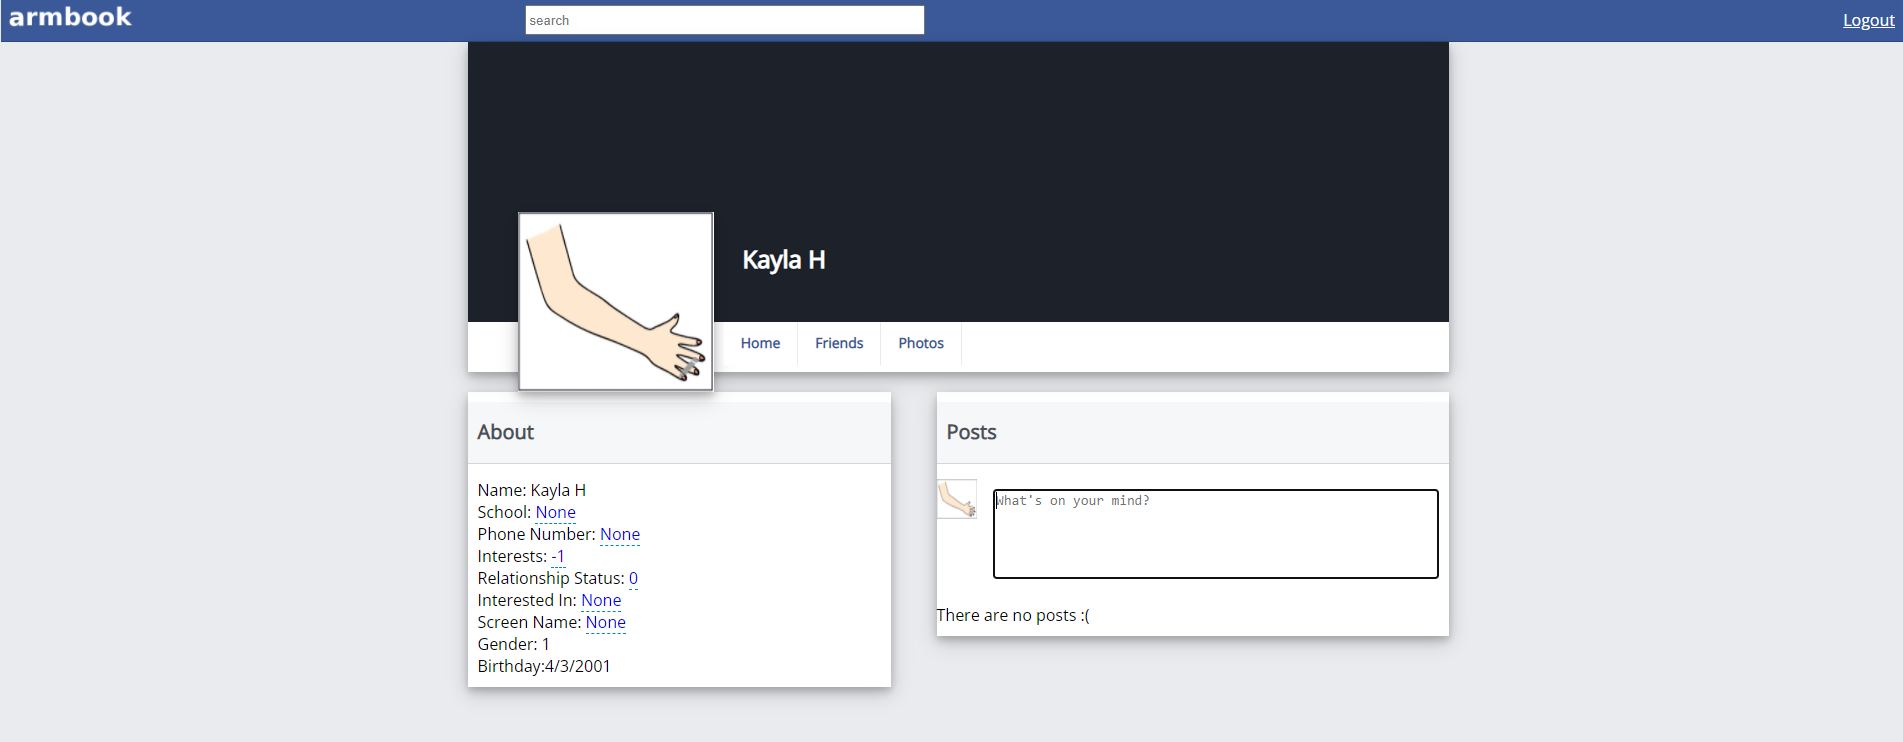 armbook
search
Logout
Kayla H
Home
Friends
Photos
About
Name: Kayla H
School: None
Phone Number: None
Interests: -1
Relationship Status: 0
Interested In: None
Screen Name: None
Gender: 1
Birthday:4/3/2001
Posts
What's on your mind?
There are no posts :(